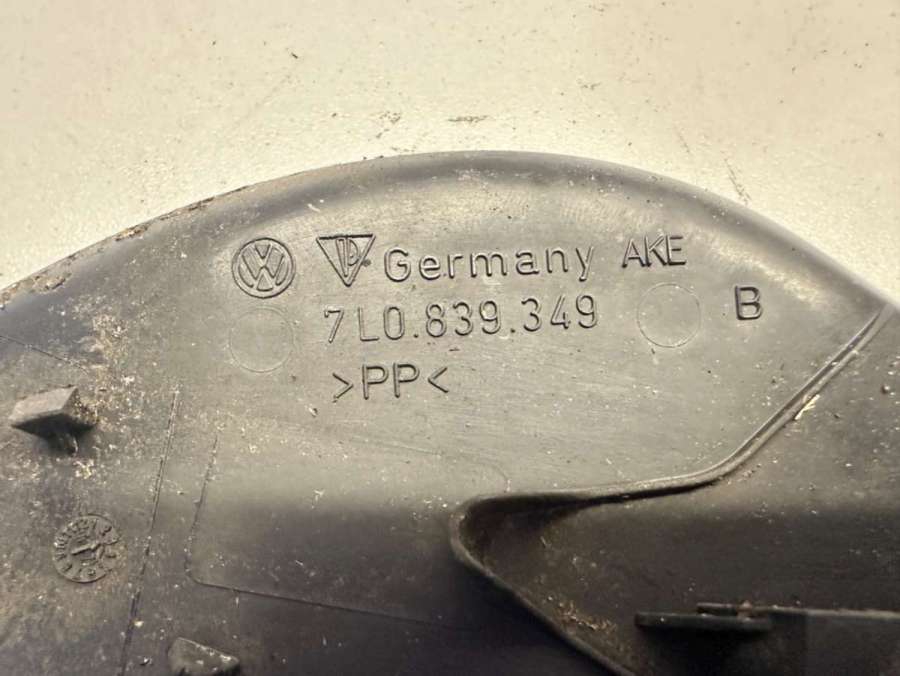 Germany AKE
7L0.839.349 B
>PP<